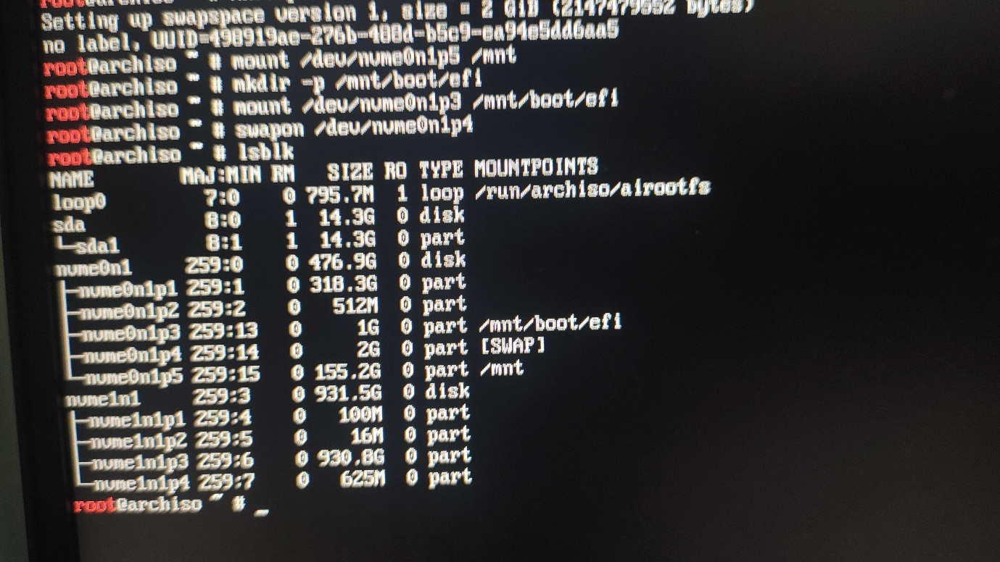 Setting up swapspace version 1, size = 2 GiB (2147479552 bytes)
no label, UUID=498919ae-276b-480d-b5c9-ea94e5dd6aa5
root@archiso ~ # mount /dev/nvme0n1p5 /mnt
root@archiso ~ # mkdir -p /mnt/boot/efi
root@archiso ~ # mount /dev/nvme0n1p3 /mnt/boot/efi
root@archiso ~ # swapon /dev/nvme0n1p4
root@archiso ~ # lsblk
NAME MAJ:MIN RM SIZE RO TYPE MOUNTPOINTS
loop0 7:0 0 795.7M 1 loop /run/archiso/airootfs
sda 8:0 1 14.3G 0 disk
└─sda1 8:1 1 14.3G 0 part
nvme0n1 259:0 0 476.9G 0 disk
├─nvme0n1p1 259:1 0 318.3G 0 part
├─nvme0n1p2 259:2 0 512M 0 part
├─nvme0n1p3 259:13 0 1G 0 part /mnt/boot/efi
├─nvme0n1p4 259:14 0 2G 0 part [SWAP]
└─nvme0n1p5 259:15 0 155.2G 0 part /mnt
nvme1n1 259:3 0 931.5G 0 disk
├─nvme1n1p1 259:4 0 100M 0 part
├─nvme1n1p2 259:5 0 16M 0 part
├─nvme1n1p3 259:6 0 930.8G 0 part
└─nvme1n1p4 259:7 0 625M 0 part
root@archiso ~ # _